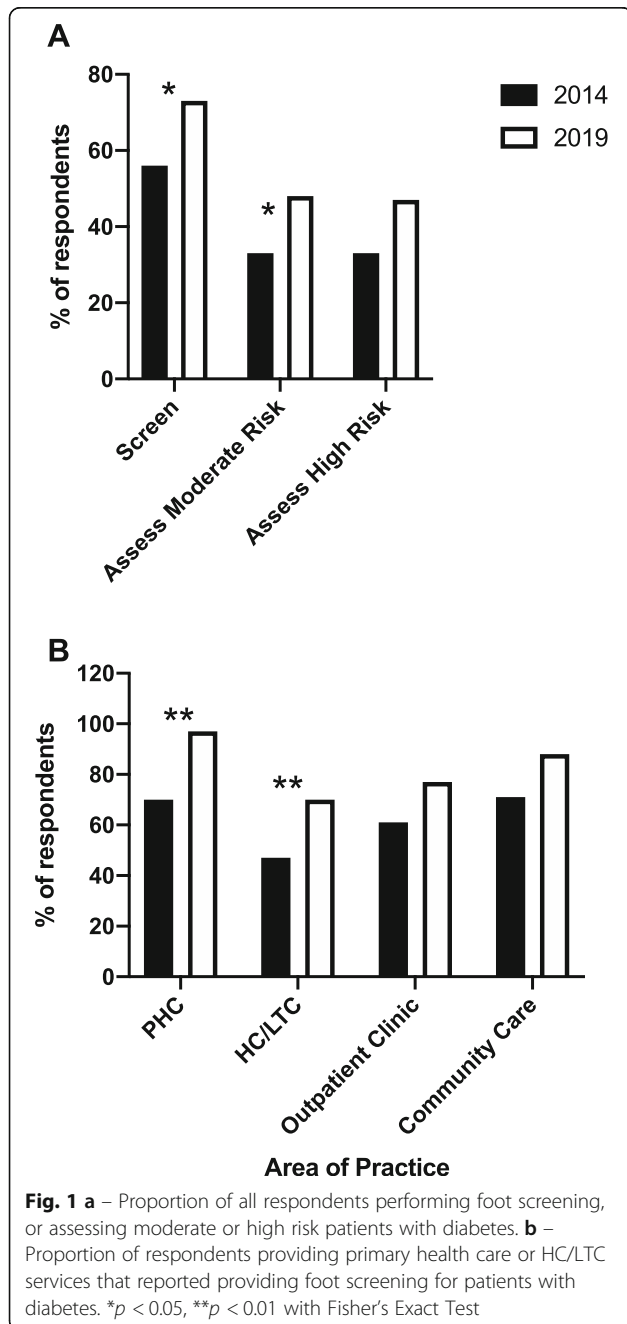 A
80
60
40
20
0
% of respondents
*
*
2014
2019
Screen
Assess Moderate Risk
Assess High Risk
B
120
100
80
60
40
20
0
% of respondents
**
**
PHC
HC/LTC
Outpatient Clinic
Community Care
Area of Practice
Fig. 1 a – Proportion of all respondents performing foot screening,
or assessing moderate or high risk patients with diabetes. b –
Proportion of respondents providing primary health care or HC/LTC
services that reported providing foot screening for patients with
diabetes. *p < 0.05, **p < 0.01 with Fisher's Exact Test